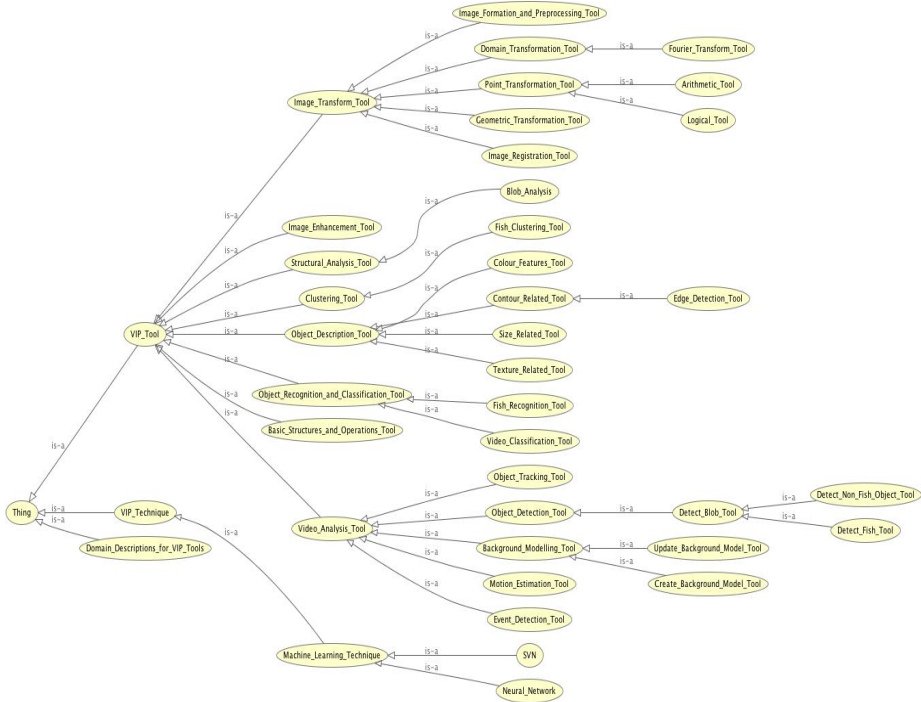 Image_Formation_and_Preprocessing_Tool
is-a
Domain_Transformation_Tool
is-a
Fourier_Transform_Tool
is-a
Point_Transformation_Tool
is-a
Arithmetic_Tool
is-a
Image_Transform_Tool
is-a
Geometric_Transformation_Tool
is-a
Logical_Tool
is-a
Image_Registration_Tool
is-a
Blob_Analysis
is-a
is-a
Image_Enhancement_Tool
is-a
Fish_Clustering_Tool
is-a
Structural_Analysis_Tool
is-a
Colour_Features_Tool
is-a
Clustering_Tool
is-a
Contour_Related_Tool
is-a
Edge_Detection_Tool
is-a
VIP_Tool
is-a
Object_Description_Tool
is-a
Size_Related_Tool
is-a
Texture_Related_Tool
is-a
Object_Recognition_and_Classification_Tool
is-a
Fish_Recognition_Tool
is-a
Basic_Structures_and_Operations_Tool
is-a
Video_Classification_Tool
is-a
is-a
Object_Tracking_Tool
is-a
Detect_Non_Fish_Object_Tool
is-a
Thing
is-a
VIP_Technique
is-a
Object_Detection_Tool
is-a
Detect_Blob_Tool
is-a
Detect_Fish_Tool
Video_Analysis_Tool
is-a
Domain_Descriptions_for_VIP_Tools
Background_Modelling_Tool
is-a
Update_Background_Model_Tool
is-a
Motion_Estimation_Tool
is-a
Create_Background_Model_Tool
is-a
Event_Detection_Tool
Machine_Learning_Technique
is-a
SVN
is-a
Neural_Network